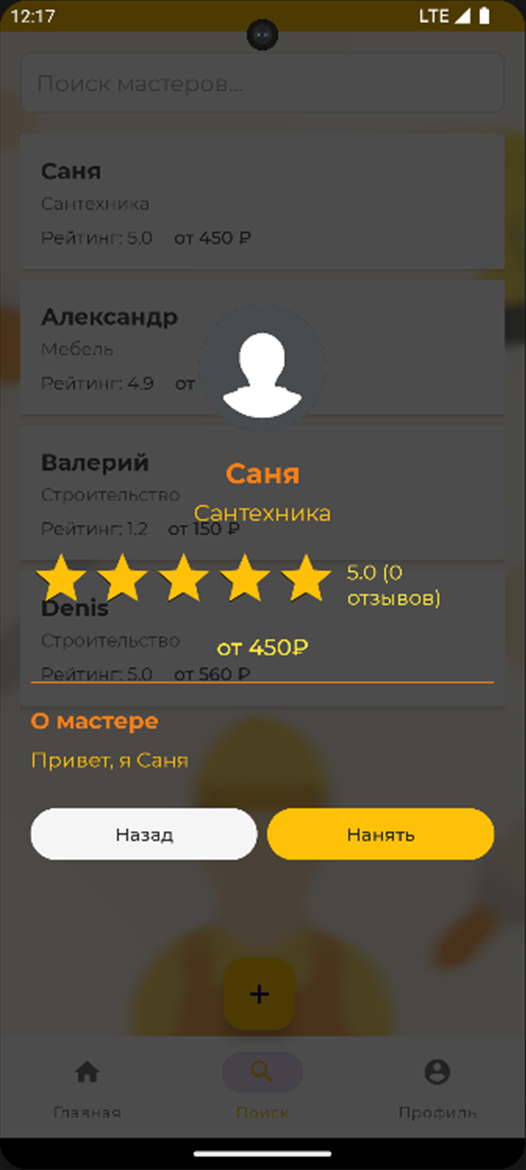 12:17 LTE
Поиск мастеров...
Саня
Сантехника
Рейтинг: 5.0 от 450 ₽
Александр
Мебель
Рейтинг: 4.9 от
Валерий
Строительство
Рейтинг: 1.2 от 150 ₽
Denis
Строительство
Рейтинг: 5.0 от 560 ₽
Саня
Сантехника
5.0 (0
отзывов)
от 450₽
О мастере
Привет, я Саня
Назад Нанять
+
Главная Поиск Профиль